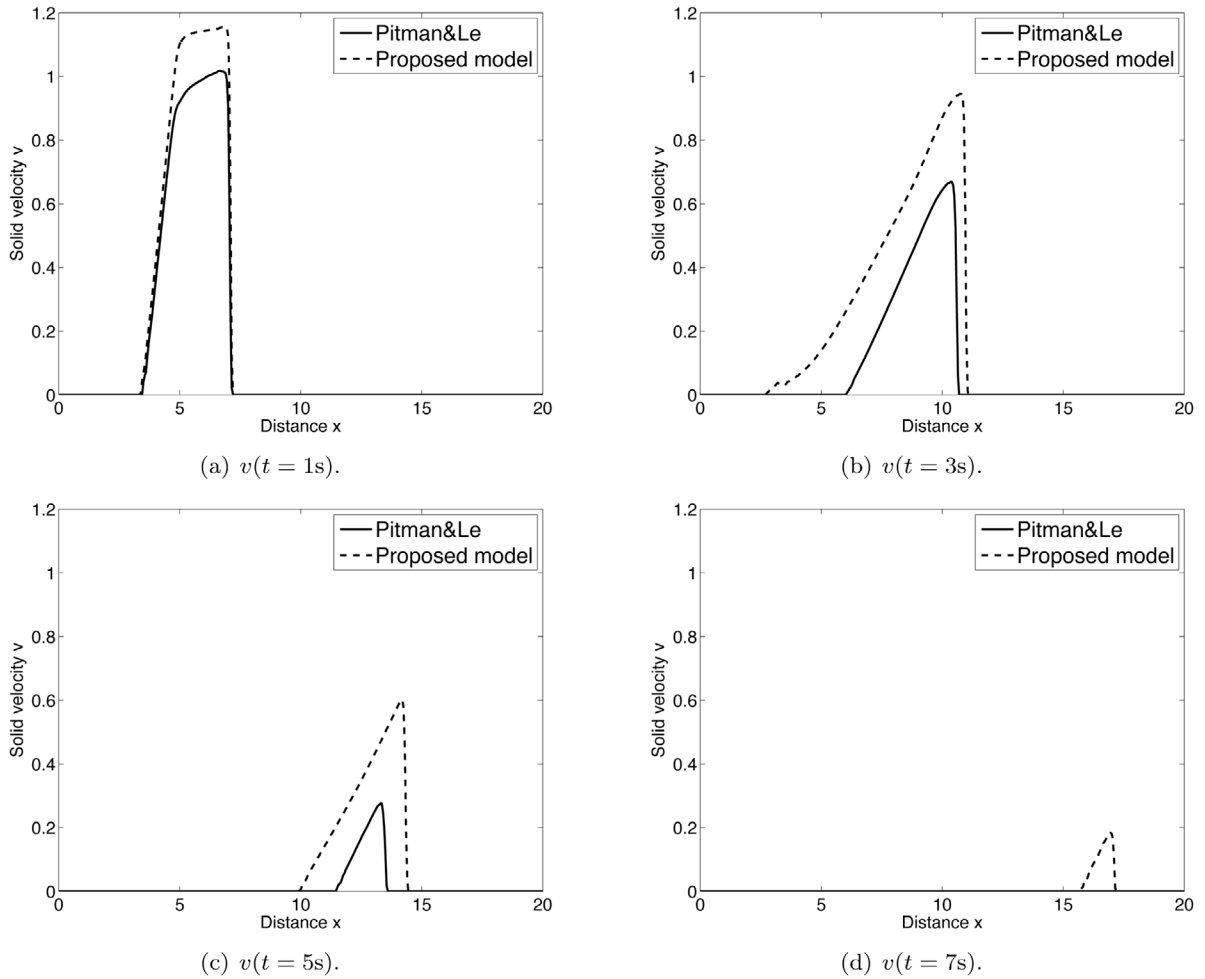 1.2
1
0.8
0.6
0.4
0.2
0
Solid velocity v
Pitman&Le
Proposed model
0 5 10 15 20
Distance x
(a) v(t = 1s).
1.2
1
0.8
0.6
0.4
0.2
0
Solid velocity v
Pitman&Le
Proposed model
0 5 10 15 20
Distance x
(b) v(t = 3s).
1.2
1
0.8
0.6
0.4
0.2
0
Solid velocity v
Pitman&Le
Proposed model
0 5 10 15 20
Distance x
(c) v(t = 5s).
1.2
1
0.8
0.6
0.4
0.2
0
Solid velocity v
Pitman&Le
Proposed model
0 5 10 15 20
Distance x
(d) v(t = 7s).